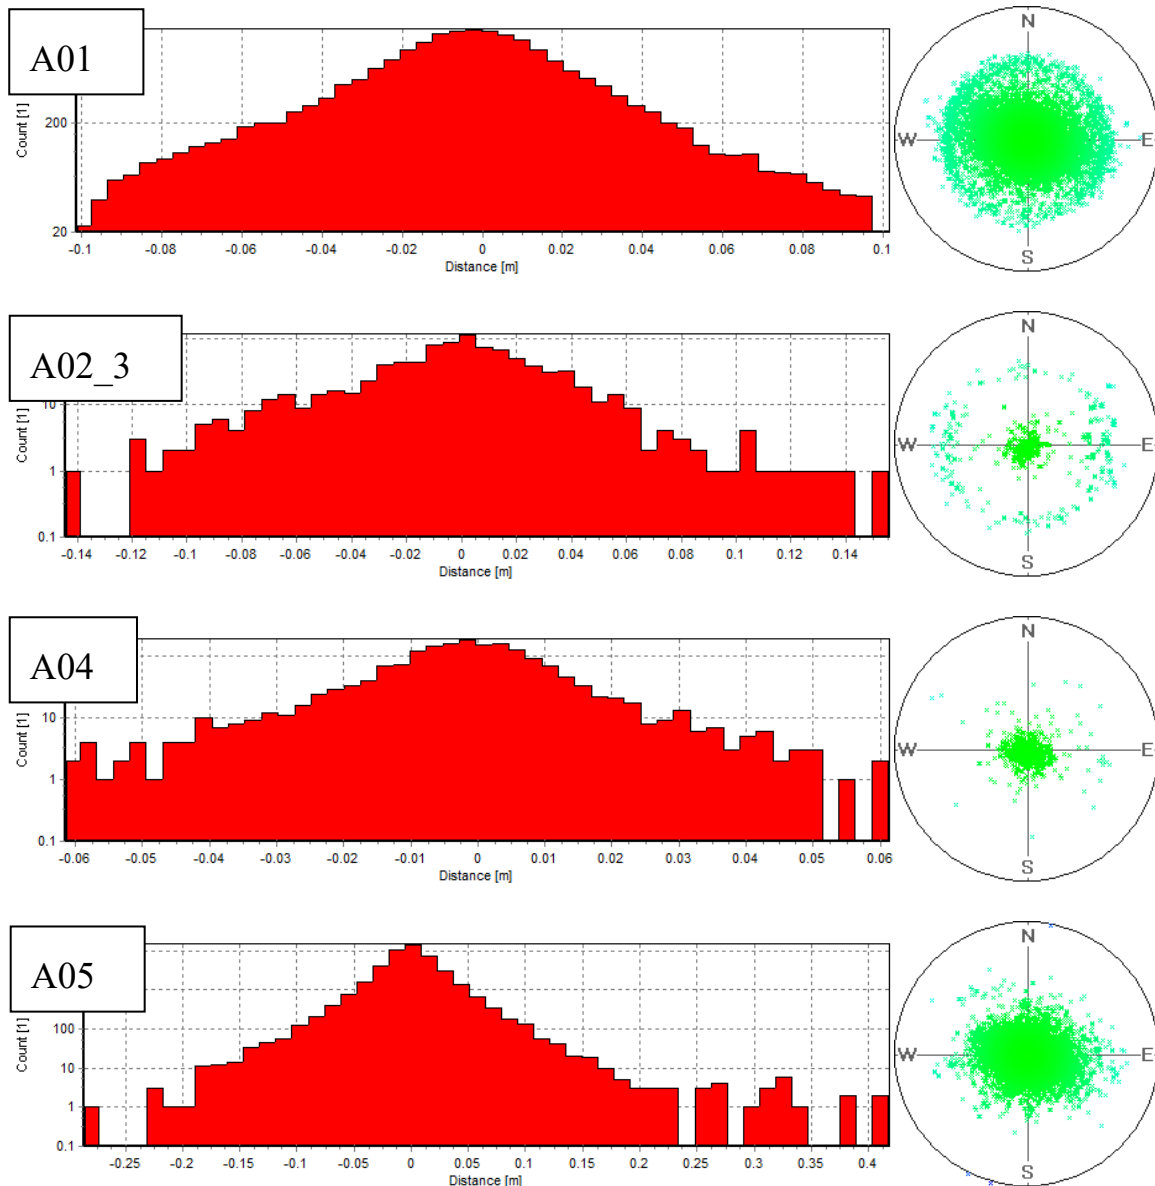 A01
Count [1]
200
20
-0.1 -0.08 -0.06 -0.04 -0.02 0 0.02 0.04 0.06 0.08 0.1
Distance [m]
N
W E
S
A02_3
Count [1]
10
1
0.1
-0.14 -0.12 -0.1 -0.08 -0.06 -0.04 -0.02 0 0.02 0.04 0.06 0.08 0.1 0.12 0.14
Distance [m]
N
W E
S
A04
Count [1]
10
1
0.1
-0.06 -0.05 -0.04 -0.03 -0.02 -0.01 0 0.01 0.02 0.03 0.04 0.05 0.06
Distance [m]
N
W E
S
A05
Count [1]
100
10
1
0.1
-0.25 -0.2 -0.15 -0.1 -0.05 0 0.05 0.1 0.15 0.2 0.25 0.3 0.35 0.4
Distance [m]
N
W E
S